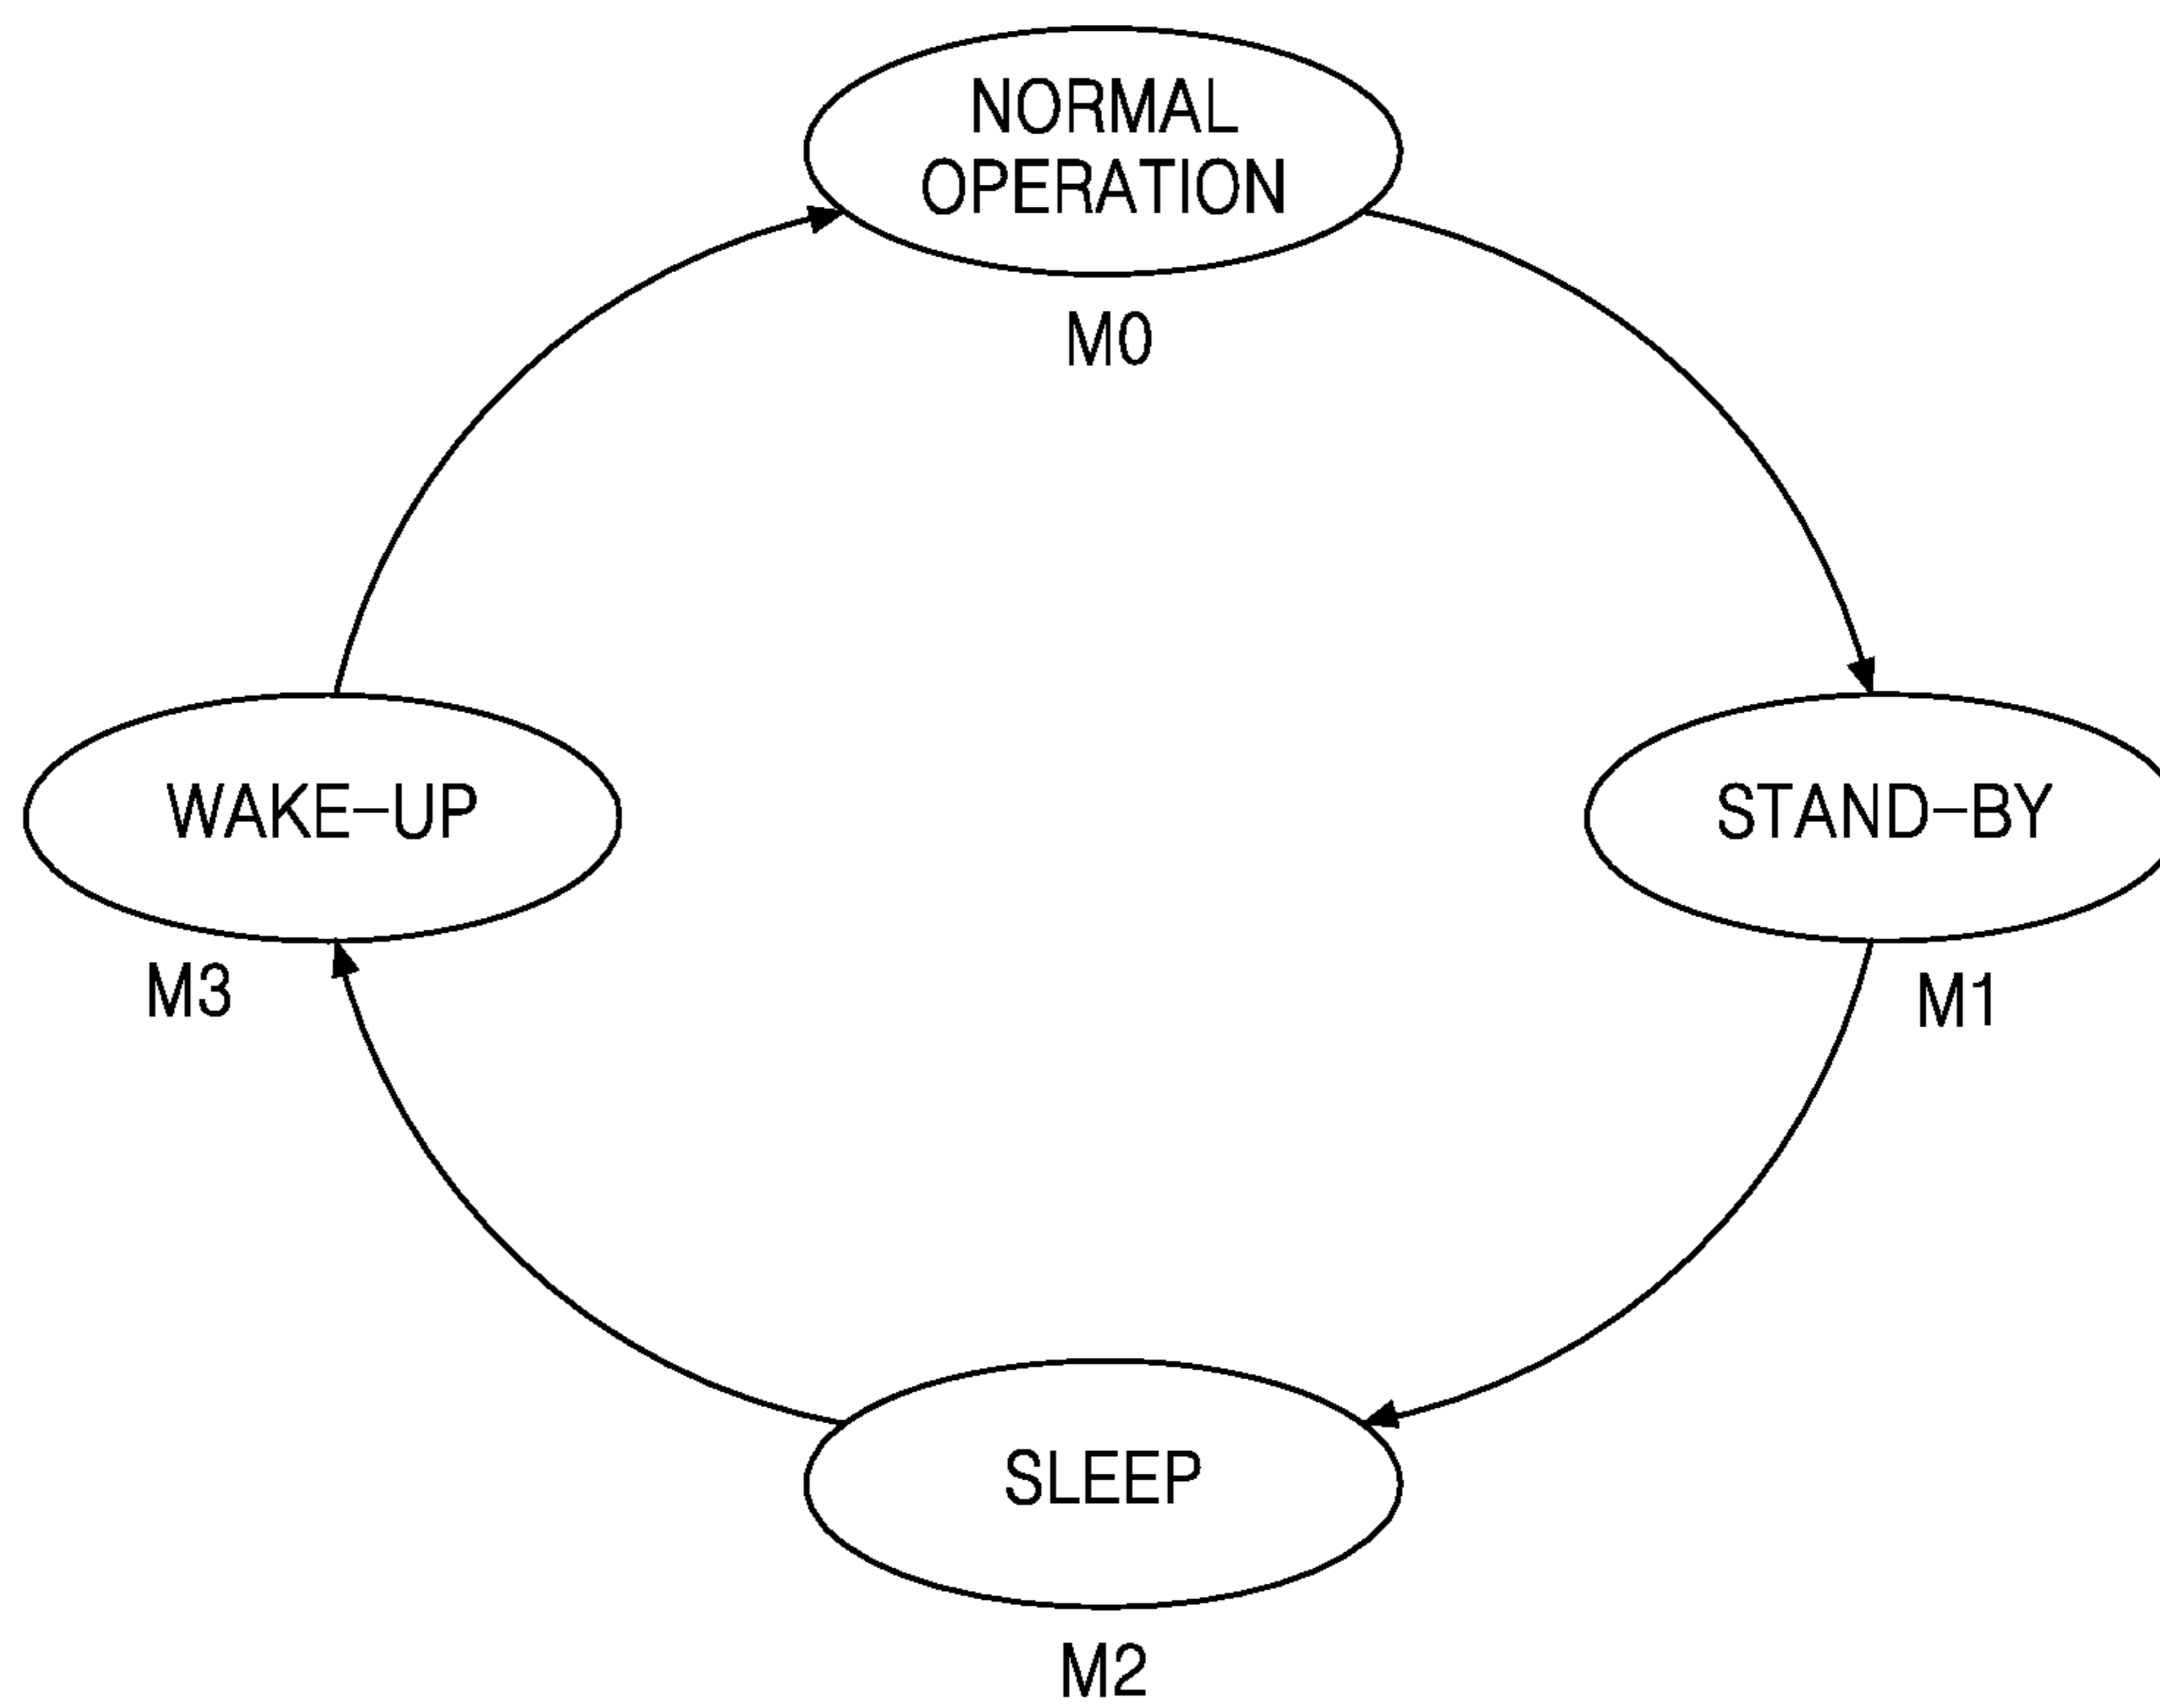 NORMAL
OPERATION
M0
WAKE-UP
STAND-BY
M3
M1
SLEEP
M2